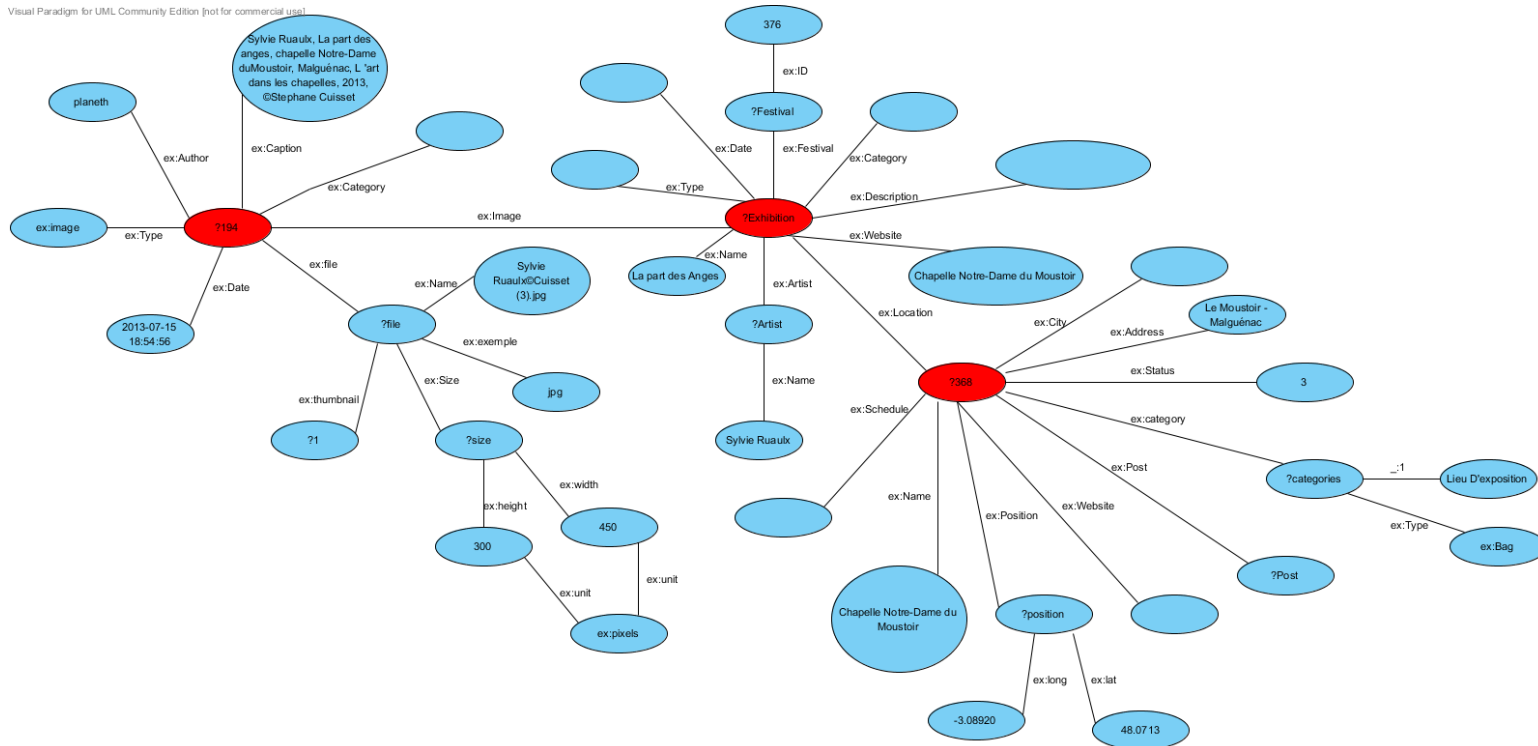 Visual Paradigm for UML Community Edition [not for commercial use]
376
ex:ID
Sylvie Ruaulx, La part des
anges, chapelle Notre-Dame
duMoustoir, Malguénac, L 'art
dans les chapelles, 2013,
©Stephane Cuisset
planeth
?Festival
ex:Author
ex:Caption
ex:Category
ex:Date
ex:Festival
ex:Category
ex:Type
ex:Description
ex:image
ex:Type
?194
ex:Image
?Exhibition
ex:Website
ex:file
ex:Name
ex:Date
ex:Name
Sylvie
Ruaulx©Cuisset
(3).jpg
La part des Anges
ex:Artist
Chapelle Notre-Dame du Moustoir
ex:Location
2013-07-15
18:54:56
?file
?Artist
ex:City
ex:Address
Le Moustoir -
Malguénac
ex:exemple
ex:Size
ex:Name
?368
ex:Status
3
ex:thumbnail
jpg
ex:Schedule
ex:category
?1
?size
Sylvie Ruaulx
ex:Post
?categories
_:1
Lieu D'exposition
ex:width
ex:height
ex:Name
ex:Position
ex:Website
ex:Type
300
450
ex:Bag
ex:unit
ex:unit
?Post
Chapelle Notre-Dame du
Moustoir
?position
ex:pixels
ex:long
ex:lat
-3.08920
48.0713